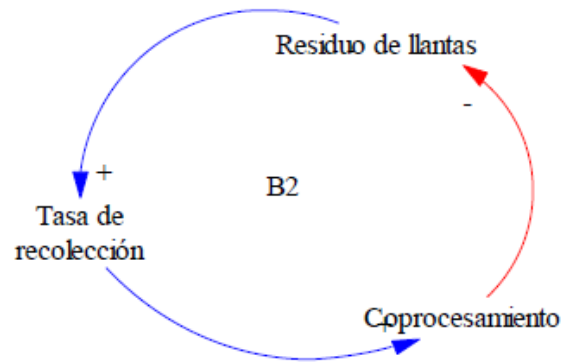 Residuo de llantas
-
+
B2
Tasa de
recolección
Coprocesamiento
+